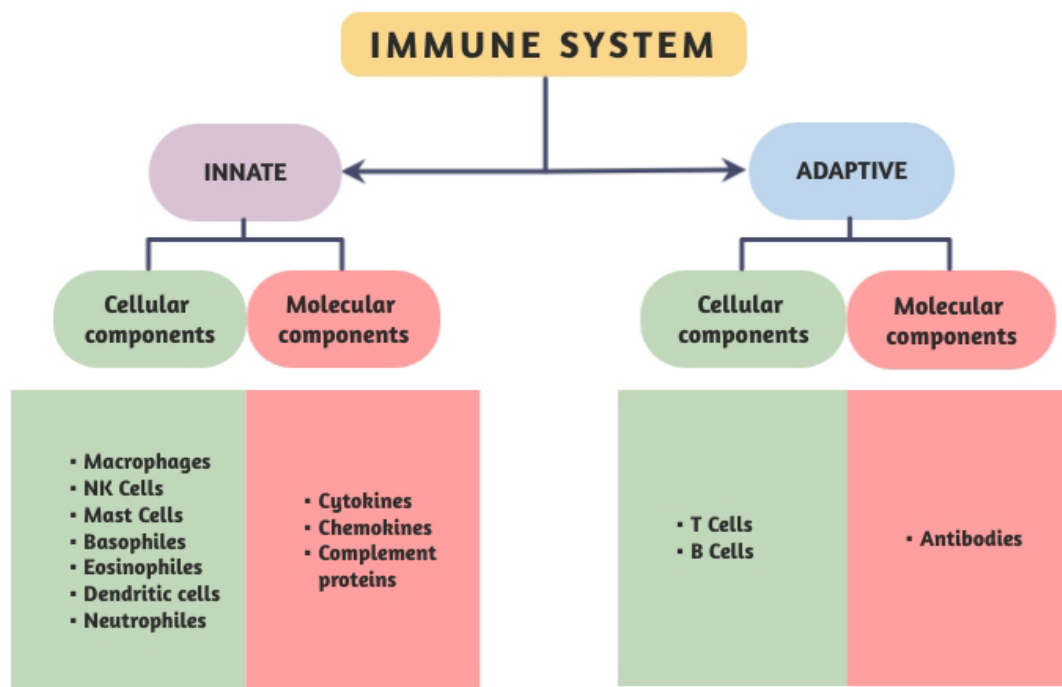 IMMUNE SYSTEM
INNATE
ADAPTIVE
Cellular
components
Molecular
components
Cellular
components
Molecular
components
▪ Macrophages
▪ NK Cells
▪ Mast Cells
▪ Basophiles
▪ Eosinophiles
▪ Dendritic cells
▪ Neutrophiles
▪ Cytokines
▪ Chemokines
▪ Complement
proteins
▪ T Cells
▪ B Cells
▪ Antibodies